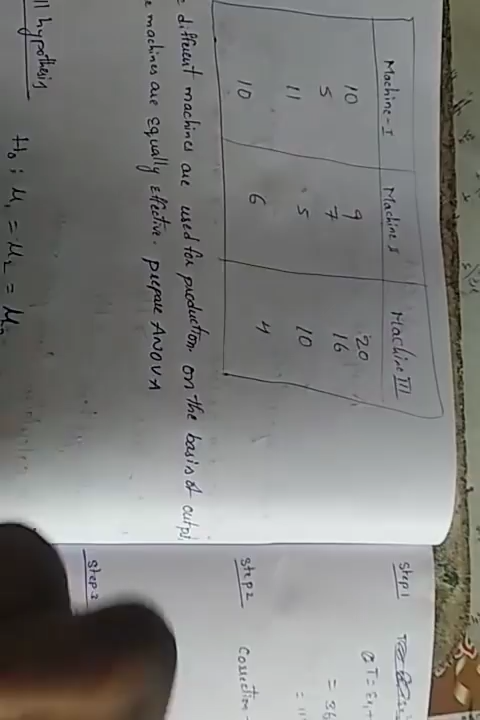 Machine-I Machine II Machine III
10 9 20
5 7 16
11 5 10
10 6 4
different machines are used for production. on the basis of output,
machines are equally effective. prepare ANOVA
hypothesis
H₀ : μ₁ = μ₂ =
Step 1
GT =
= 36
Step 2 Correction -
Step-3